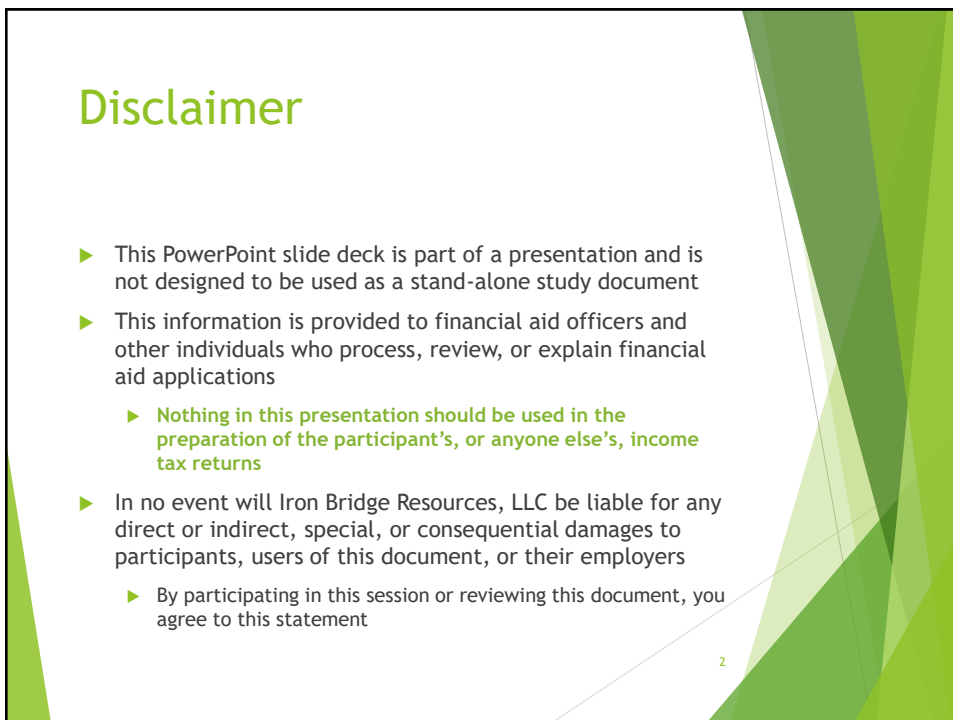 Disclaimer
▶ This PowerPoint slide deck is part of a presentation and is
not designed to be used as a stand-alone study document
▶ This information is provided to financial aid officers and
other individuals who process, review, or explain financial
aid applications
▶ Nothing in this presentation should be used in the
preparation of the participant's, or anyone else's, income
tax returns
▶ In no event will Iron Bridge Resources, LLC be liable for any
direct or indirect, special, or consequential damages to
participants, users of this document, or their employers
▶ By participating in this session or reviewing this document, you
agree to this statement
2